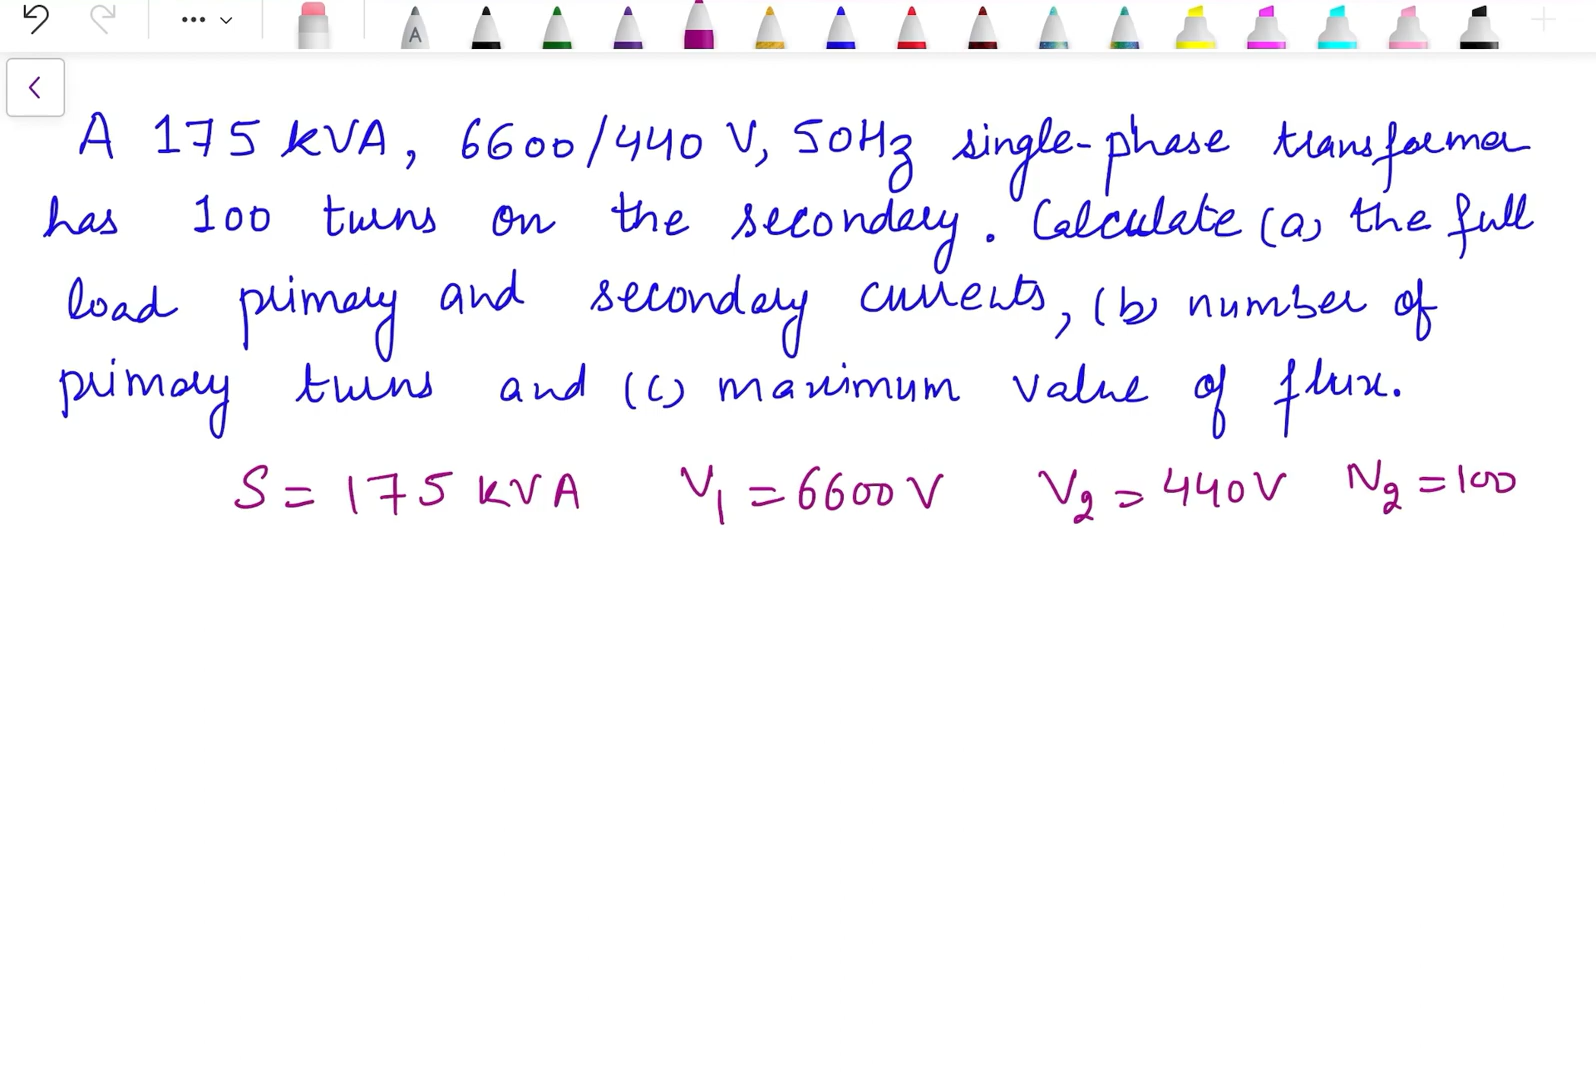 A
A 175 kVA, 6600/440 V, 50Hz single-phase transformer
has 100 turns on the secondary. Calculate (a) the full
load primary and secondary currents, (b) number of
primary turns and (c) maximum value of flux.
S = 175 KVA V₁ = 6600 V V₂ = 440V N₂ = 100